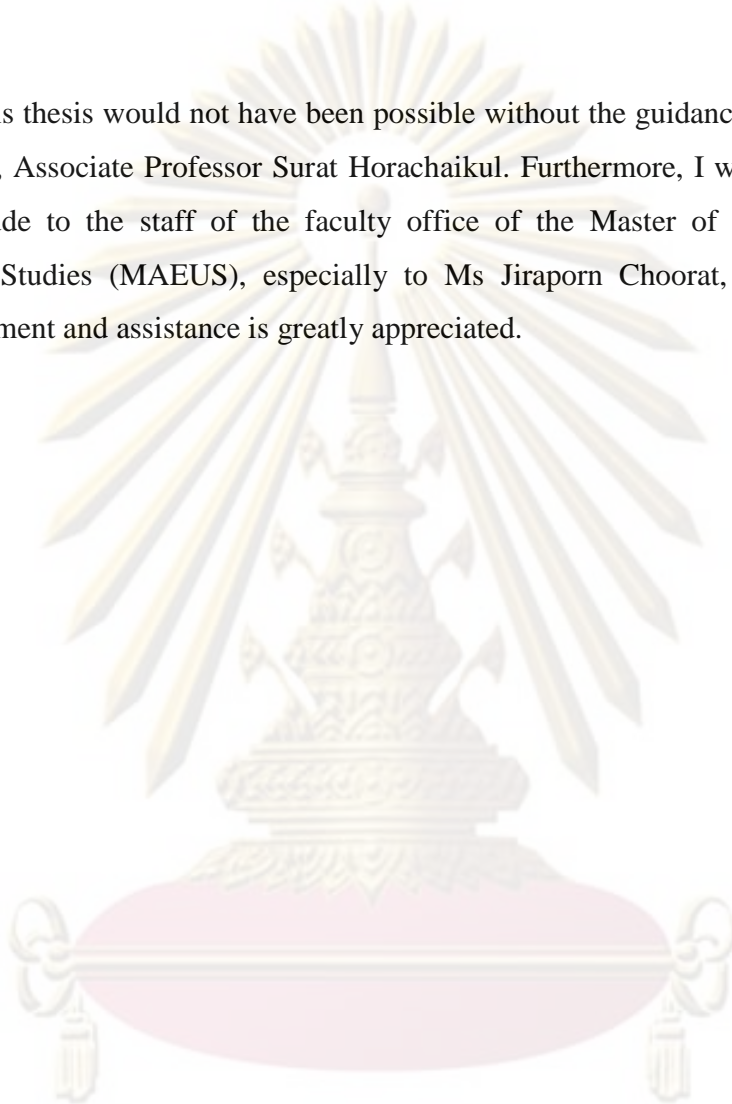 is thesis would not have been possible without the guidanc
, Associate Professor Surat Horachaikul. Furthermore, I w
de to the staff of the faculty office of the Master of
Studies (MAEUS), especially to Ms Jiraporn Choorat,
ment and assistance is greatly appreciated.